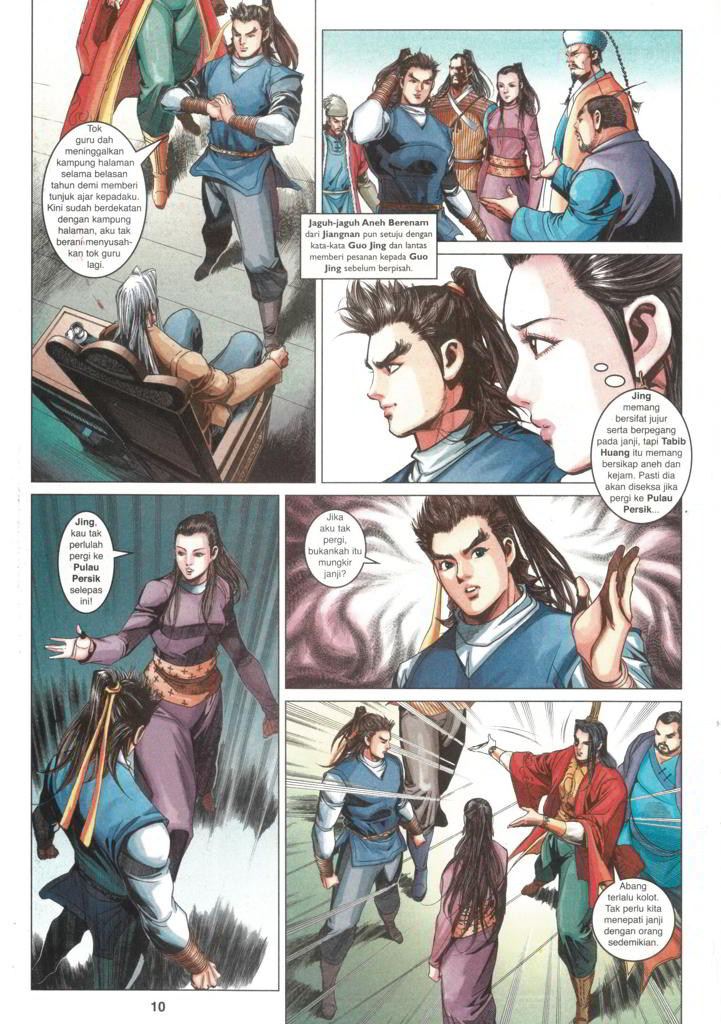 Tok
guru dah
meninggalkan
kampung halaman
selama belasan
tahun demi memberi
tunjuk ajar kepadaku.
Kini sudah berdekatan
dengan kampung
halaman, aku tak
berani menyusah-
kan tok guru
lagi.
Jaguh-jaguh Aneh Berenam
dari Jiangnan pun setuju dengan
kata-kata Guo Jing dan lantas
memberi pesanan kepada Guo
Jing sebelum berpisah.
Jing
memang
bersifat jujur
serta berpegang
pada janji, tapi Tabib
Huang itu memang
bersikap aneh dan
kejam. Pasti dia
akan diseksa jika
pergi ke Pulau
Persik...
Jing,
kau tak
perlulah
pergi ke
Pulau
Persik
selepas
ini!
Jika
aku tak
pergi,
bukankah itu
mungkir
janji?
Abang
terlalu kolot.
Tak perlu kita
menepati janji
dengan orang
sedemikian.
10